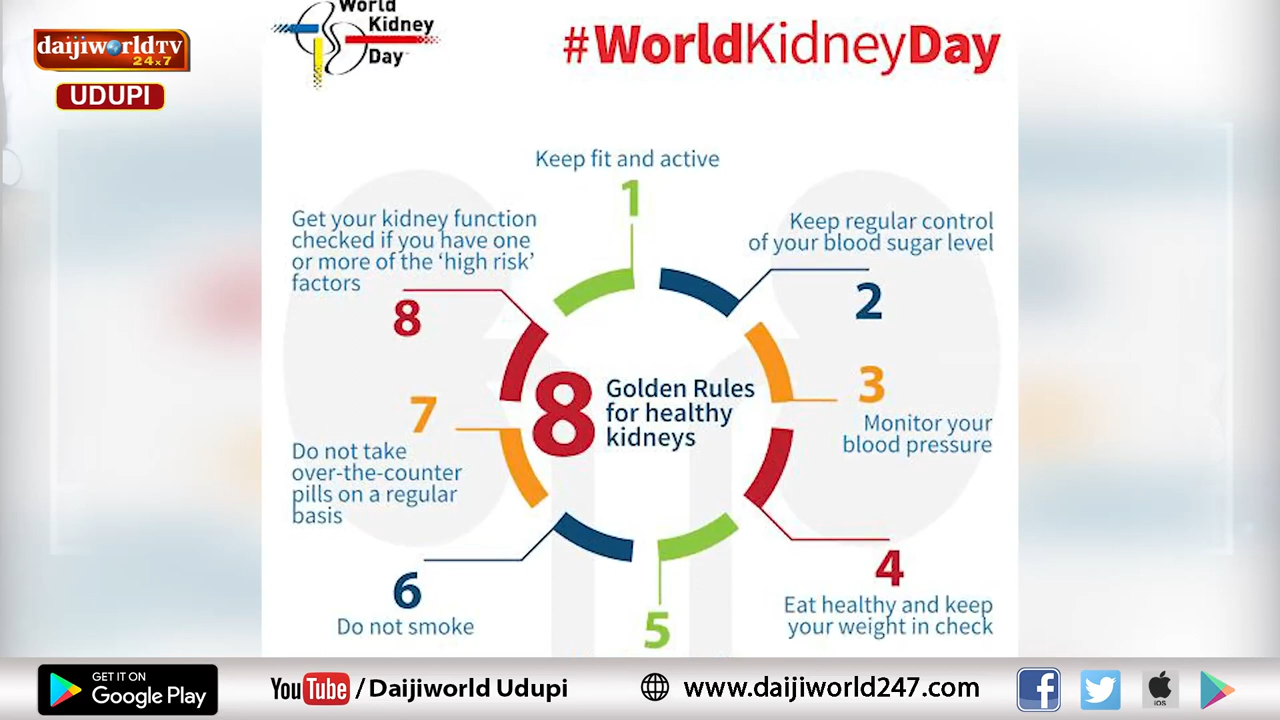 daijiworldTV
24x7
UDUPI
World
Kidney
Day
#WorldKidneyDay
Keep fit and active
1
Keep regular control
of your blood sugar level
2
3
Monitor your
blood pressure
4
Eat healthy and keep
your weight in check
5
6
Do not smoke
7
Do not take
over-the-counter
pills on a regular
basis
Get your kidney function
checked if you have one
or more of the ‘high risk’
factors
8
8
Golden Rules
for healthy
kidneys
GET IT ON
Google Play
YouTube / Daijiworld Udupi
www.daijiworld247.com
iOS